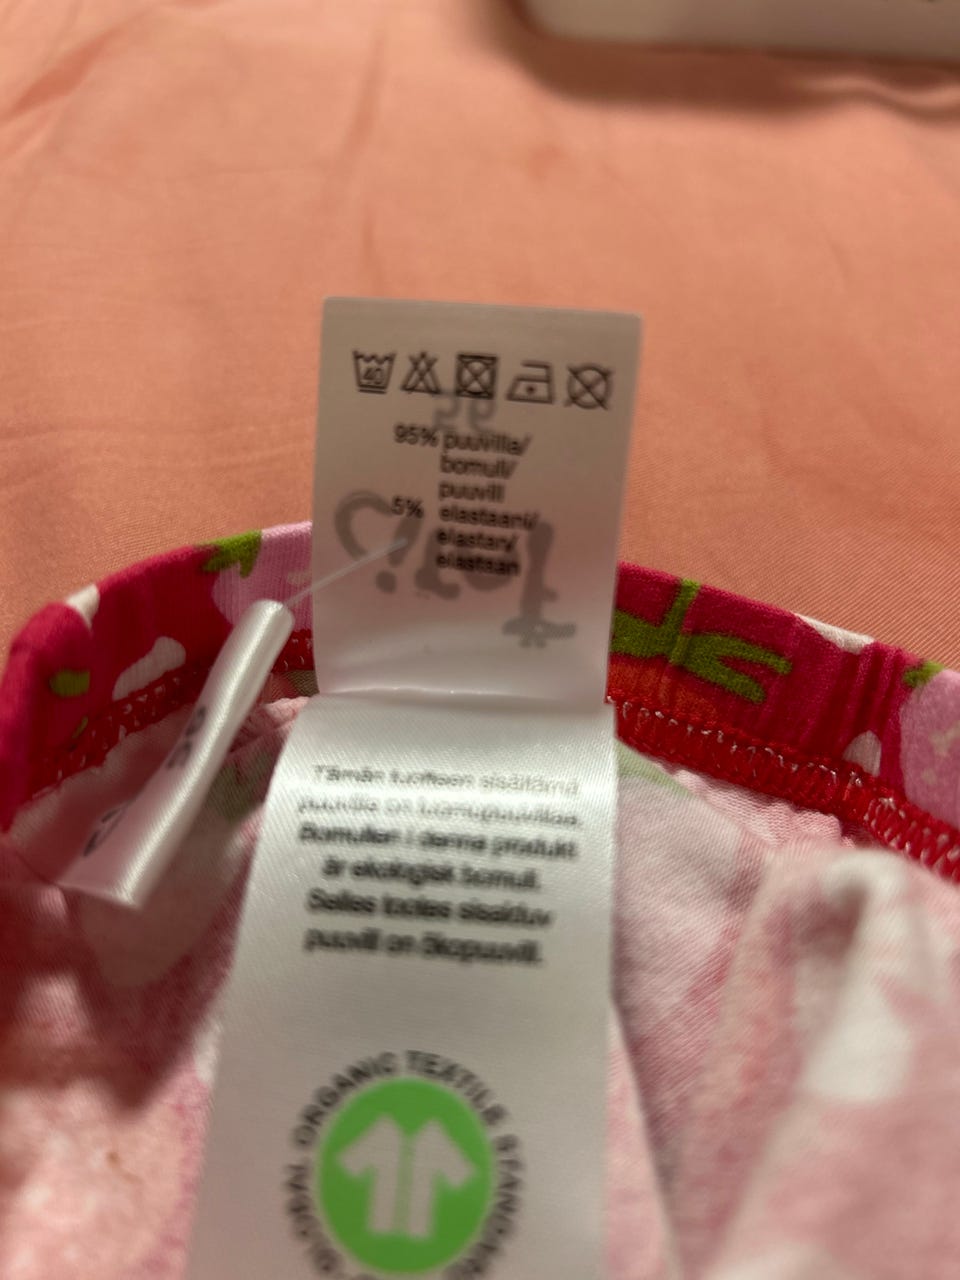 40
95% puuvilla/
bomull/
puuvill
5% elastaani/
elastan/
elastaan
Tämän tuotteen sisältämä
puuvilla on luomupuuvillaa.
Bomullen i denna produkt
är ekologisk bomull.
Selles tootes sisalduv
puuvill on ökopuuvill.
GLOBAL ORGANIC TEXTILE STANDARD